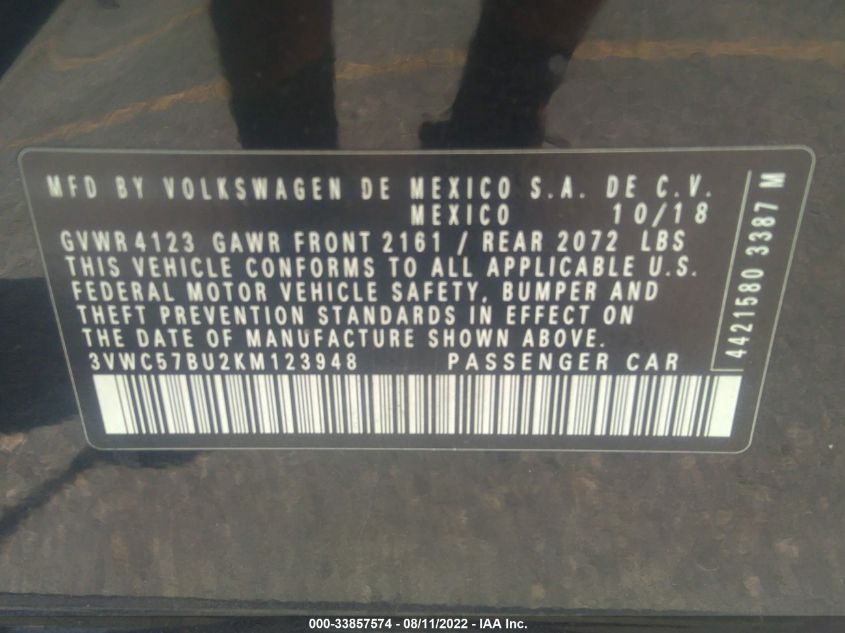 MFD BY VOLKSWAGEN DE MEXICO S.A. DE C.V.
MEXICO 10/18
GVWR 4123 GAWR FRONT 2161 / REAR 2072 LBS
THIS VEHICLE CONFORMS TO ALL APPLICABLE U.S.
FEDERAL MOTOR VEHICLE SAFETY, BUMPER AND
THEFT PREVENTION STANDARDS IN EFFECT ON
THE DATE OF MANUFACTURE SHOWN ABOVE.
3VWC57BU2KM123948 PASSENGER CAR
4421580 3387 M
000-33857574 - 08/11/2022 - IAA Inc.